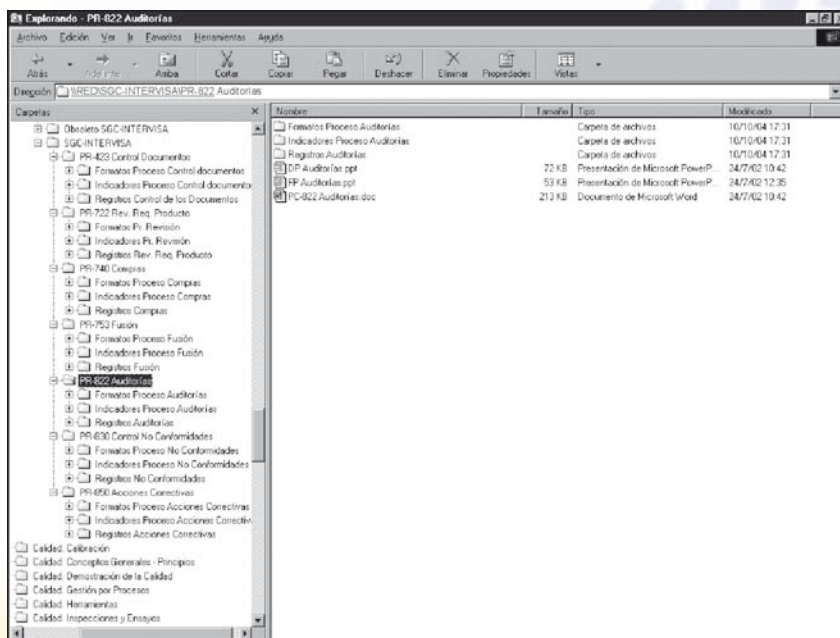 Explorando - PR-822 Auditorías
Archivo Edición Ver Ir Favoritos Herramientas Ayuda
Atrás Adelante Arriba Cortar Copiar Pegar Deshacer Eliminar Propiedades Vistas
Dirección \\RED\SGC-INTERVISA\PR-822 Auditorías
Carpetas
Obsoleto SGC-INTERVISA
SGC-INTERVISA
PR-423 Control Documentos
Formatos Proceso Control documentos
Indicadores Proceso Control documento
Registros Control de los Documentos
PR-722 Rev. Req. Producto
Formatos Pr. Revisión
Indicadores Pr. Revisión
Registros Rev. Req. Producto
PR-740 Compras
Formatos Proceso Compras
Indicadores Proceso Compras
Registros Compras
PR-753 Fusión
Formatos Proceso Fusión
Indicadores Proceso Fusión
Registros Fusión
PR-822 Auditorías
Formatos Proceso Auditorías
Indicadores Proceso Auditorías
Registros Auditorías
PR-830 Control No Conformidades
Formatos Proceso No Conformidades
Indicadores Proceso No Conformidades
Registros No Conformidades
PR-850 Acciones Correctivas
Formatos Proceso Acciones Correctivas
Indicadores Proceso Acciones Correctiv
Registros Acciones Correctivas
Calidad. Calibración
Calidad. Conceptos Generales - Principios
Calidad. Demostración de la Calidad
Calidad. Gestión por Procesos
Calidad. Herramientas
Calidad. Inspecciones y Ensayos
Nombre Tamaño Tipo Modificado
Formatos Proceso Auditorías Carpeta de archivos 10/10/04 17:31
Indicadores Proceso Auditorías Carpeta de archivos 10/10/04 17:31
Registros Auditorías Carpeta de archivos 10/10/04 17:31
DP Auditorías.ppt 72 KB Presentación de Microsoft PowerP... 24/7/02 10:42
FP Auditorías.ppt 53 KB Presentación de Microsoft PowerP... 24/7/02 12:35
PC-822 Auditorías.doc 213 KB Documento de Microsoft Word 24/7/02 10:42